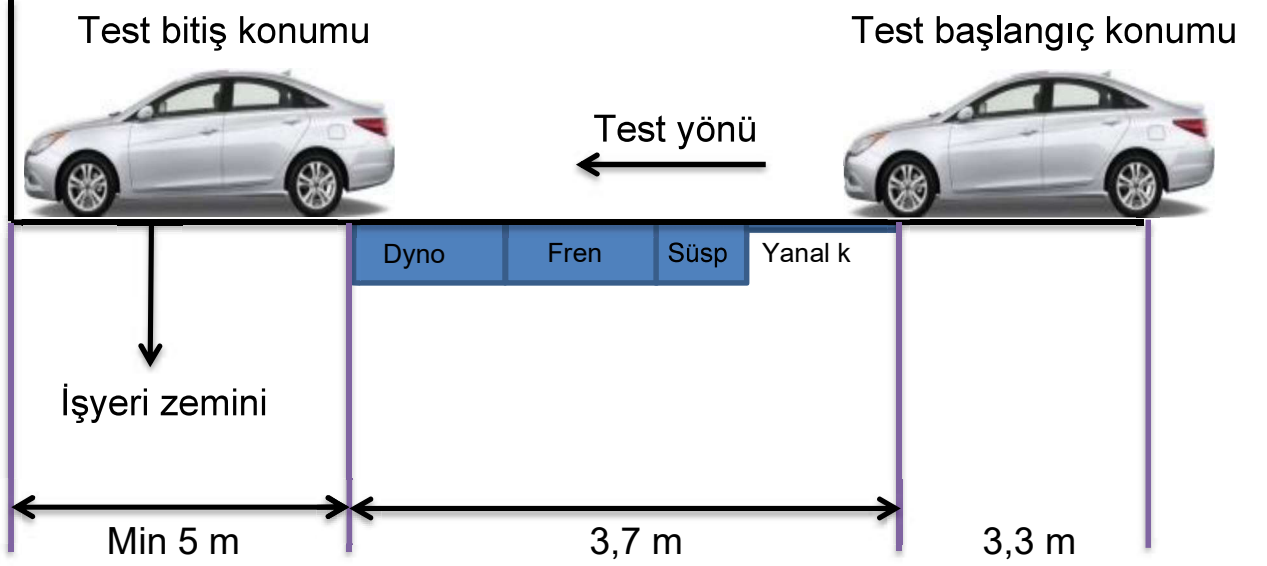 Test bitiş konumu
Test başlangıç konumu
Test yönü
Dyno
Fren
Süsp
Yanal k
İşyeri zemini
Min 5 m
3,7 m
3,3 m